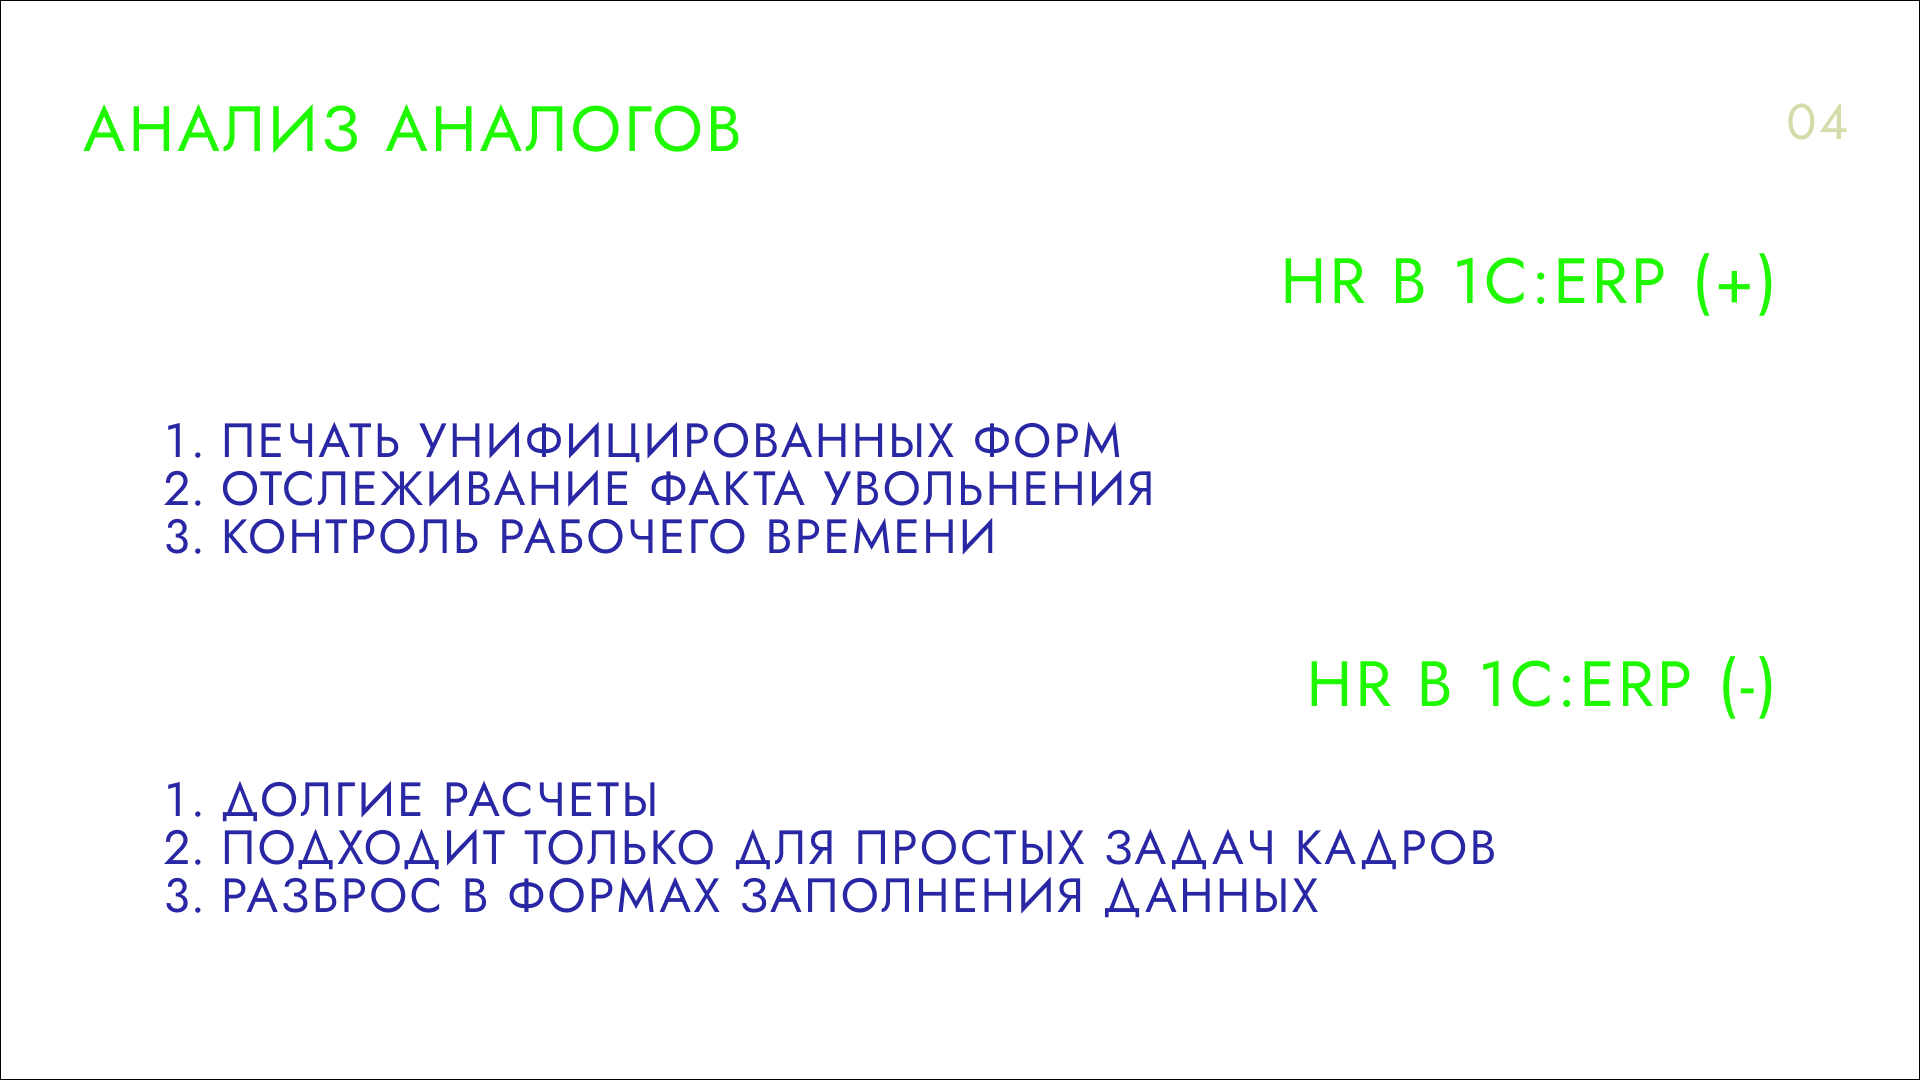 АНАЛИЗ АНАЛОГОВ
04
HR В 1С:ERP (+)
1. ПЕЧАТЬ УНИФИЦИРОВАННЫХ ФОРМ
2. ОТСЛЕЖИВАНИЕ ФАКТА УВОЛЬНЕНИЯ
3. КОНТРОЛЬ РАБОЧЕГО ВРЕМЕНИ
HR В 1С:ERP (-)
1. ДОЛГИЕ РАСЧЕТЫ
2. ПОДХОДИТ ТОЛЬКО ДЛЯ ПРОСТЫХ ЗАДАЧ КАДРОВ
3. РАЗБРОС В ФОРМАХ ЗАПОЛНЕНИЯ ДАННЫХ